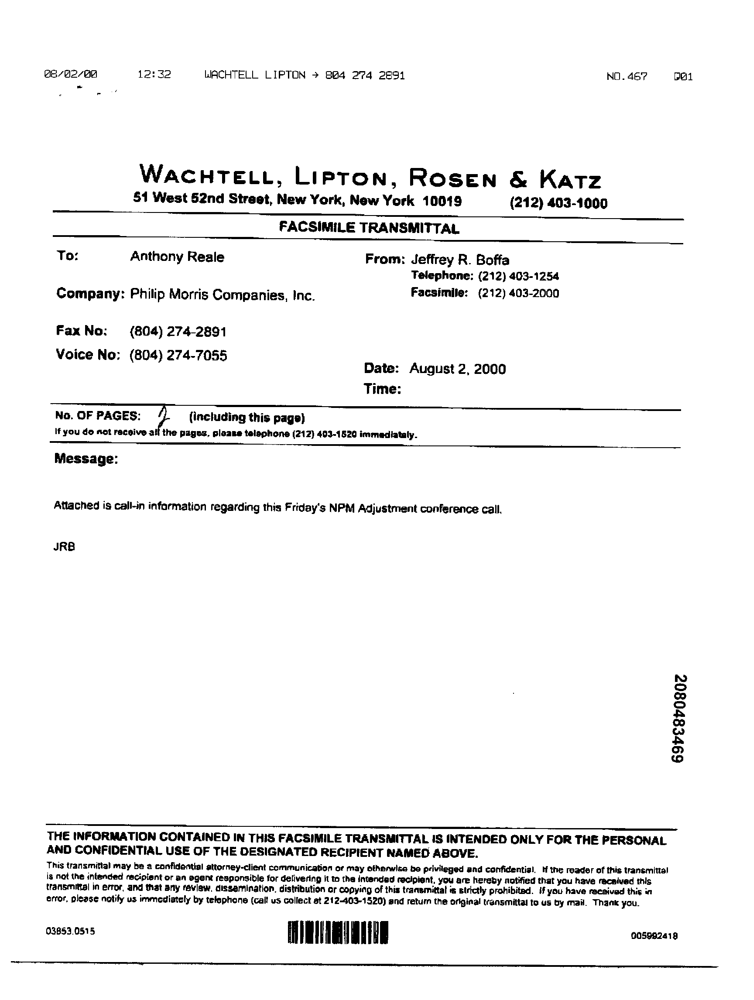 08/02/00 12:32 WACHTELL LIPTON → 804 274 2891 NO.467 D01
WACHTELL, LIPTON, ROSEN & KATZ
51 West 52nd Street, New York, New York 10019 (212) 403-1000
FACSIMILE TRANSMITTAL
To: Anthony Reale
From: Jeffrey R. Boffa
Telephone: (212) 403-1254
Company: Philip Morris Companies, Inc.
Facsimile: (212) 403-2000
Fax No: (804) 274-2891
Voice No: (804) 274-7055
Date: August 2, 2000
Time:
No. OF PAGES: 2 (including this page)
If you do not receive all the pages, please telephone (212) 403-1520 immediately.
Message:
Attached is call-in information regarding this Friday's NPM Adjustment conference call.
JRB
2080483469
THE INFORMATION CONTAINED IN THIS FACSIMILE TRANSMITTAL IS INTENDED ONLY FOR THE PERSONAL
AND CONFIDENTIAL USE OF THE DESIGNATED RECIPIENT NAMED ABOVE.
This transmittal may be a confidential attorney-client communication or may otherwise be privileged and confidential. If the reader of this transmittal
is not the intended recipient or an agent responsible for delivering it to the intended recipient, you are hereby notified that you have received this
transmittal in error, and that any review, dissemination, distribution or copying of this transmittal is strictly prohibited. If you have received this in
error, please notify us immediately by telephone (call us collect at 212-403-1520) and return the original transmittal to us by mail. Thank you.
03853.0515
005992418